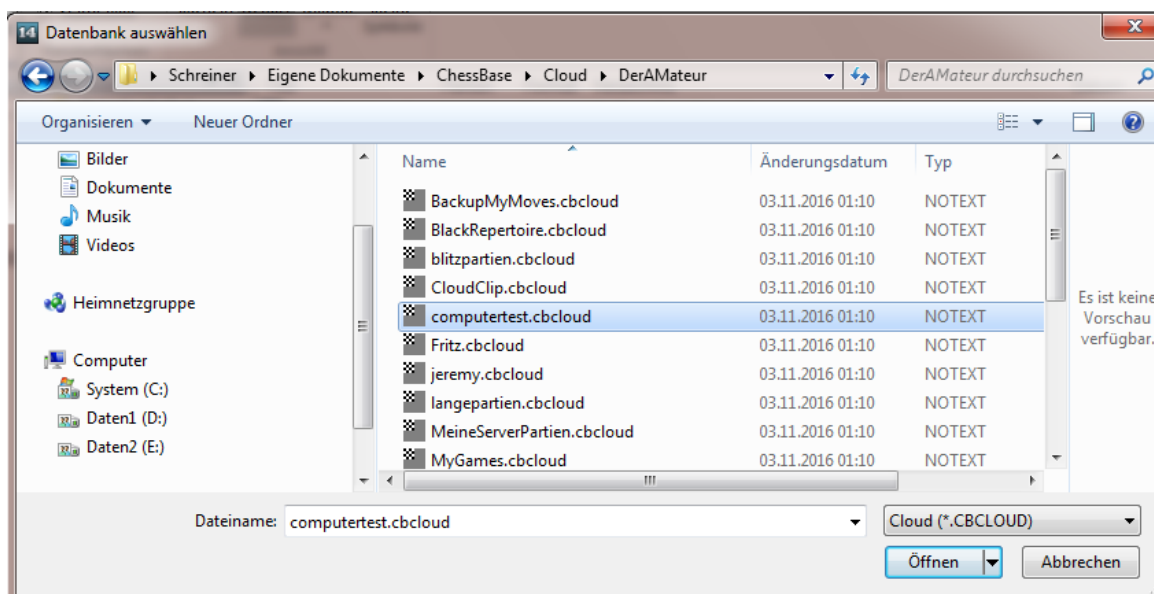 14 Datenbank auswählen
Schreiner Eigene Dokumente ChessBase Cloud DerAMateur
DerAMateur durchsuchen
Organisieren Neuer Ordner
Bilder
Dokumente
Musik
Videos
Heimnetzgruppe
Computer
System (C:)
Daten1 (D:)
Daten2 (E:)
Name Änderungsdatum Typ
BackupMyMoves.cbcloud 03.11.2016 01:10 NOTEXT
BlackRepertoire.cbcloud 03.11.2016 01:10 NOTEXT
blitzpartien.cbcloud 03.11.2016 01:10 NOTEXT
CloudClip.cbcloud 03.11.2016 01:10 NOTEXT
computertest.cbcloud 03.11.2016 01:10 NOTEXT
Fritz.cbcloud 03.11.2016 01:10 NOTEXT
jeremy.cbcloud 03.11.2016 01:10 NOTEXT
langepartien.cbcloud 03.11.2016 01:10 NOTEXT
MeineServerPartien.cbcloud 03.11.2016 01:10 NOTEXT
MyGames.cbcloud 03.11.2016 01:10 NOTEXT
Es ist keine
Vorschau
verfügbar.
Dateiname: computertest.cbcloud
Cloud (*.CBCLOUD)
Öffnen Abbrechen